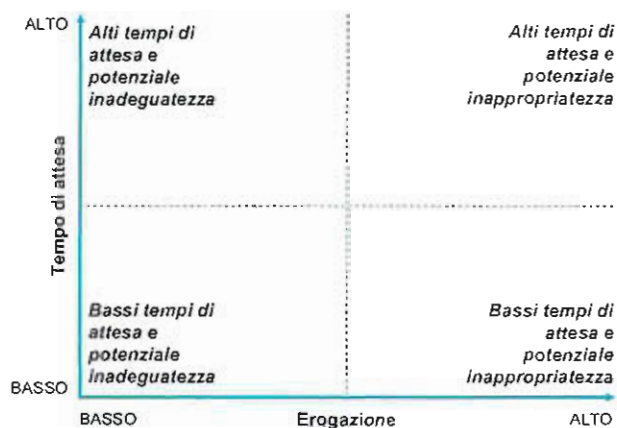 ALTO
Alti tempi di
attesa e
potenziale
inadeguatezza
Alti tempi di
attesa e
potenziale
inappropriatezza
Tempo di attesa
Bassi tempi di
attesa e
potenziale
inadeguatezza
Bassi tempi di
attesa e
potenziale
inappropriatezza
BASSO
BASSO
Erogazione
ALTO